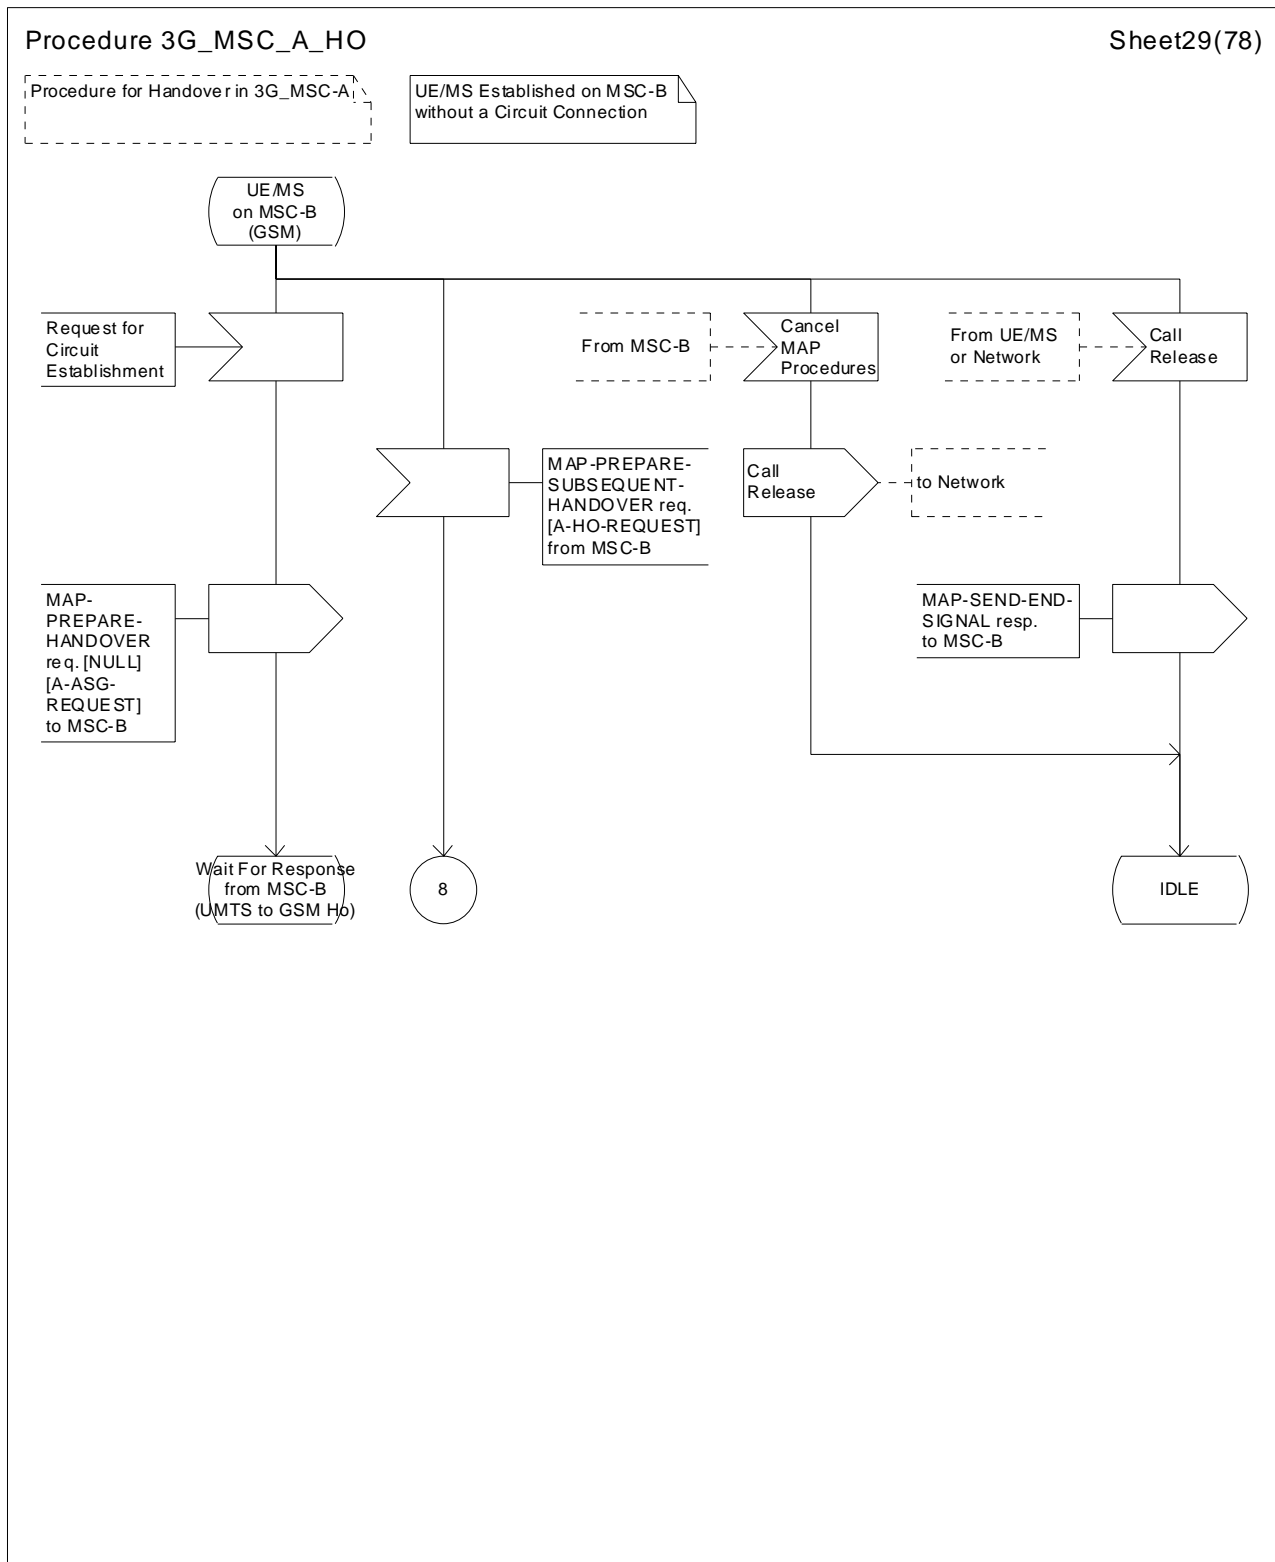 Procedure 3G_MSC_A_HO
Sheet29(78)
Procedure for Handover in 3G_MSC-A
UE/MS Established on MSC-B
without a Circuit Connection
UE/MS
on MSC-B
(GSM)
Request for
Circuit
Establishment
From MSC-B
Cancel
MAP
Procedures
From UE/MS
or Network
Call
Release
MAP-PREPARE-
SUBSEQUENT-
HANDOVER req.
[A-HO-REQUEST]
from MSC-B
Call
Release
to Network
MAP-
PREPARE-
HANDOVER
req. [NULL]
[A-ASG-
REQUEST]
to MSC-B
MAP-SEND-END-
SIGNAL resp.
to MSC-B
Wait For Response
from MSC-B
(UMTS to GSM Ho)
8
IDLE